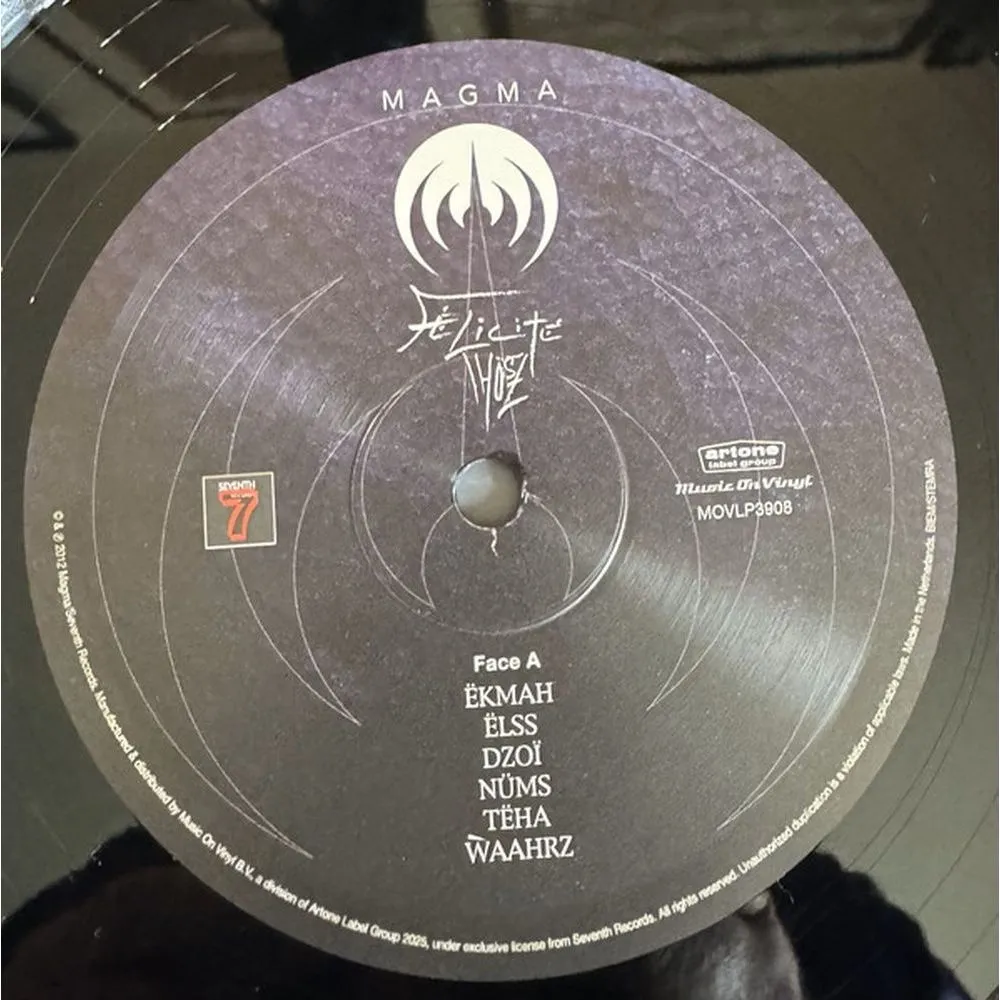 MAGMA
FÉLICITÉ
THÖSZ
SEVENTH
7
artone
label group
Music On Vinyl
MOVLP3908
Face A
ËKMAH
ËLSS
DZOÏ
NÜMS
TËHA
ẀAAHRZ
© & ℗ 2012 Magma/Seventh Records. Manufactured & distributed by Music On Vinyl B.V., a division of Artone Label Group 2025, under exclusive license from Seventh Records. All rights reserved. Unauthorized duplication is a violation of applicable laws. Made in the Netherlands. BIEM/STEMRA